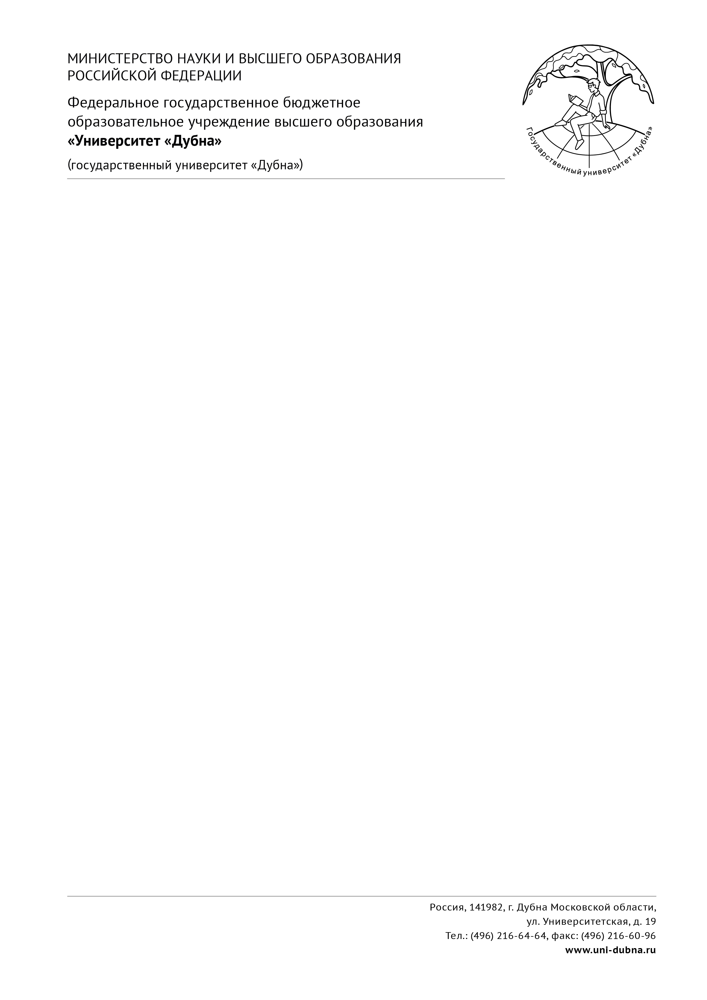 МИНИСТЕРСТВО НАУКИ И ВЫСШЕГО ОБРАЗОВАНИЯ
РОССИЙСКОЙ ФЕДЕРАЦИИ
Федеральное государственное бюджетное
образовательное учреждение высшего образования
«Университет «Дубна»
(государственный университет «Дубна»)
Государственный университет «Дубна»
Россия, 141982, г. Дубна Московской области,
ул. Университетская, д. 19
Тел.: (496) 216-64-64, факс: (496) 216-60-96
www.uni-dubna.ru